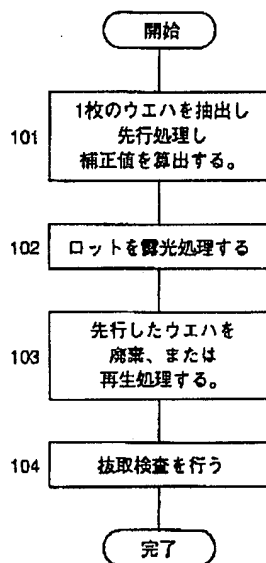 開始
101
1枚のウエハを抽出し
先行処理し
補正値を算出する。
102
ロットを露光処理する
103
先行したウエハを
廃棄、または
再生処理する。
104
抜取検査を行う
完了